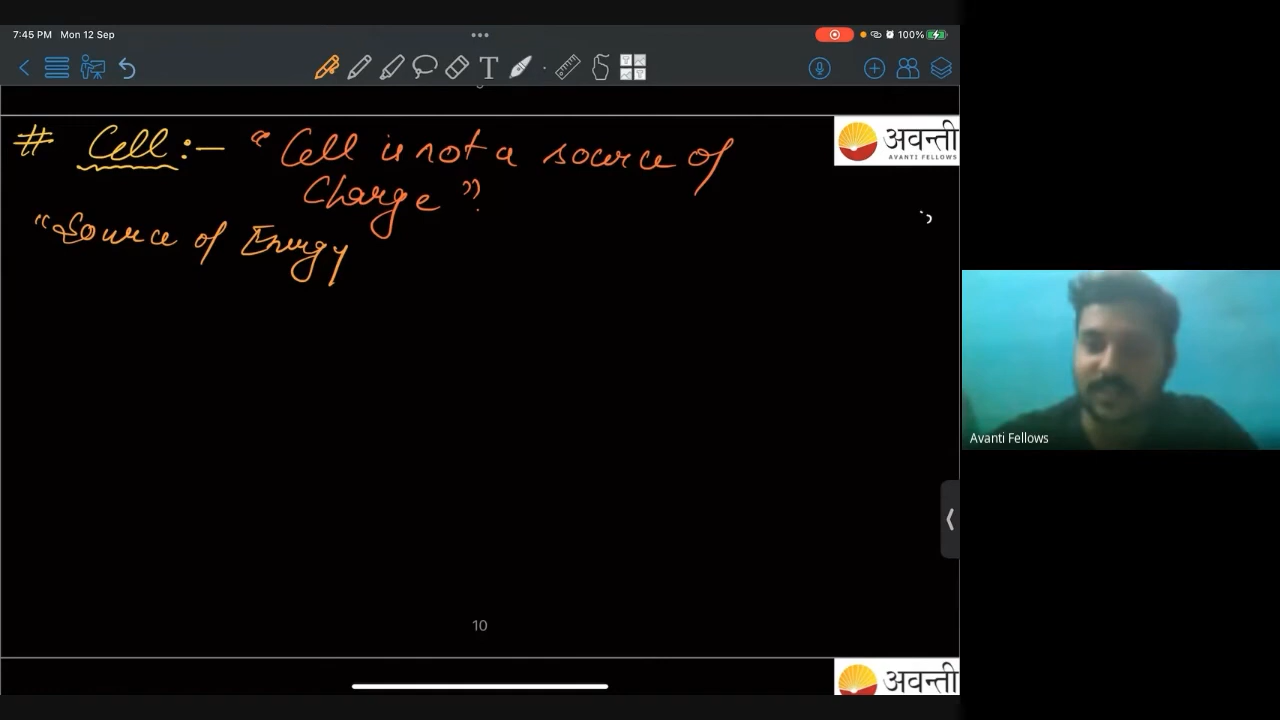 7:45 PM Mon 12 Sep
100%
# Cell :- " Cell is not a source of
Charge "
"Source of Energy
अवन्ती
AVANTI FELLOWS
Avanti Fellows
10
अवन्ती